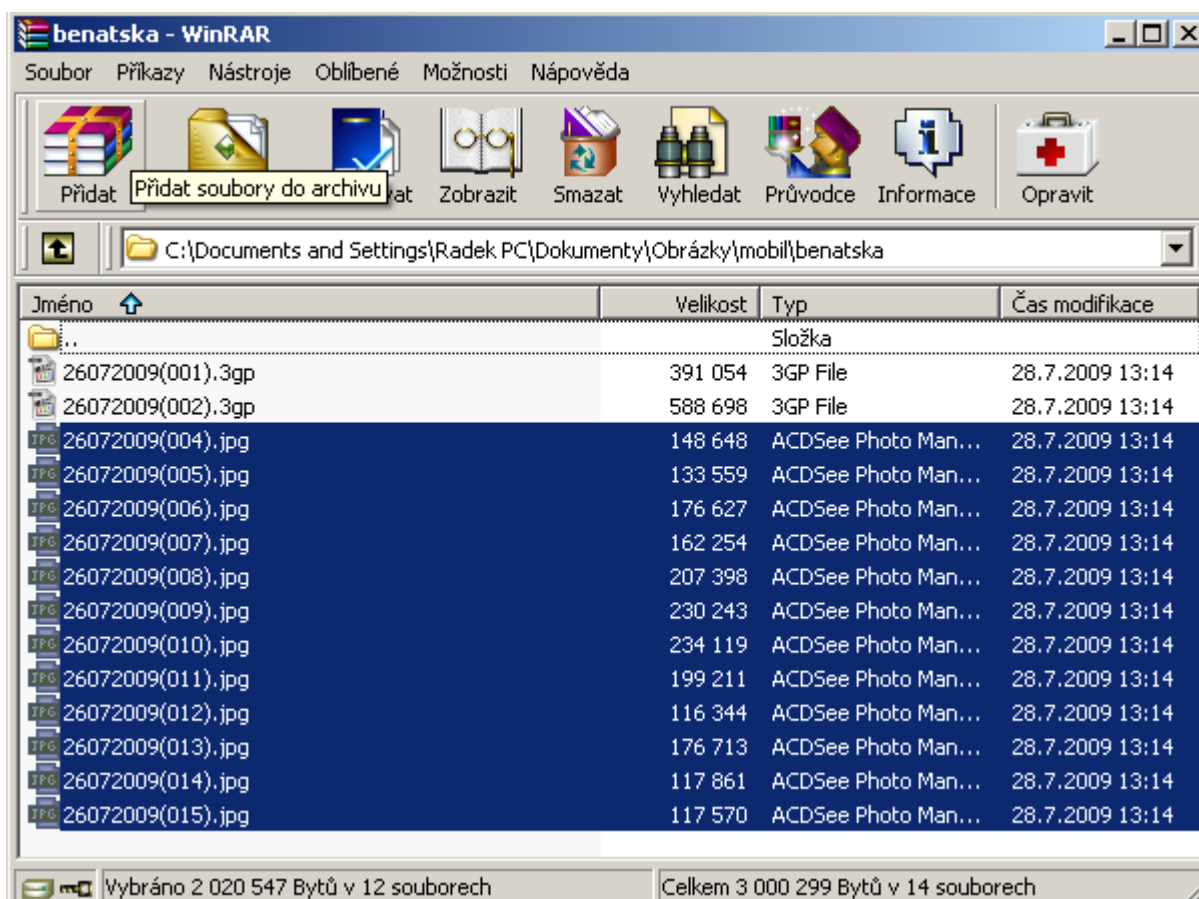 benatska - WinRAR
Soubor Příkazy Nástroje Oblíbené Možnosti Nápověda
Přidat Přidat soubory do archivu vat Zobrazit Smazat Vyhledat Průvodce Informace Opravit
C:\Documents and Settings\Radek PC\Dokumenty\Obrázky\mobil\benatska
Jméno Velikost Typ Čas modifikace
.. Složka
26072009(001).3gp 391 054 3GP File 28.7.2009 13:14
26072009(002).3gp 588 698 3GP File 28.7.2009 13:14
JPG 26072009(004).jpg 148 648 ACDSee Photo Man... 28.7.2009 13:14
JPG 26072009(005).jpg 133 559 ACDSee Photo Man... 28.7.2009 13:14
JPG 26072009(006).jpg 176 627 ACDSee Photo Man... 28.7.2009 13:14
JPG 26072009(007).jpg 162 254 ACDSee Photo Man... 28.7.2009 13:14
JPG 26072009(008).jpg 207 398 ACDSee Photo Man... 28.7.2009 13:14
JPG 26072009(009).jpg 230 243 ACDSee Photo Man... 28.7.2009 13:14
JPG 26072009(010).jpg 234 119 ACDSee Photo Man... 28.7.2009 13:14
JPG 26072009(011).jpg 199 211 ACDSee Photo Man... 28.7.2009 13:14
JPG 26072009(012).jpg 116 344 ACDSee Photo Man... 28.7.2009 13:14
JPG 26072009(013).jpg 176 713 ACDSee Photo Man... 28.7.2009 13:14
JPG 26072009(014).jpg 117 861 ACDSee Photo Man... 28.7.2009 13:14
JPG 26072009(015).jpg 117 570 ACDSee Photo Man... 28.7.2009 13:14
Vybráno 2 020 547 Bytů v 12 souborech Celkem 3 000 299 Bytů v 14 souborech